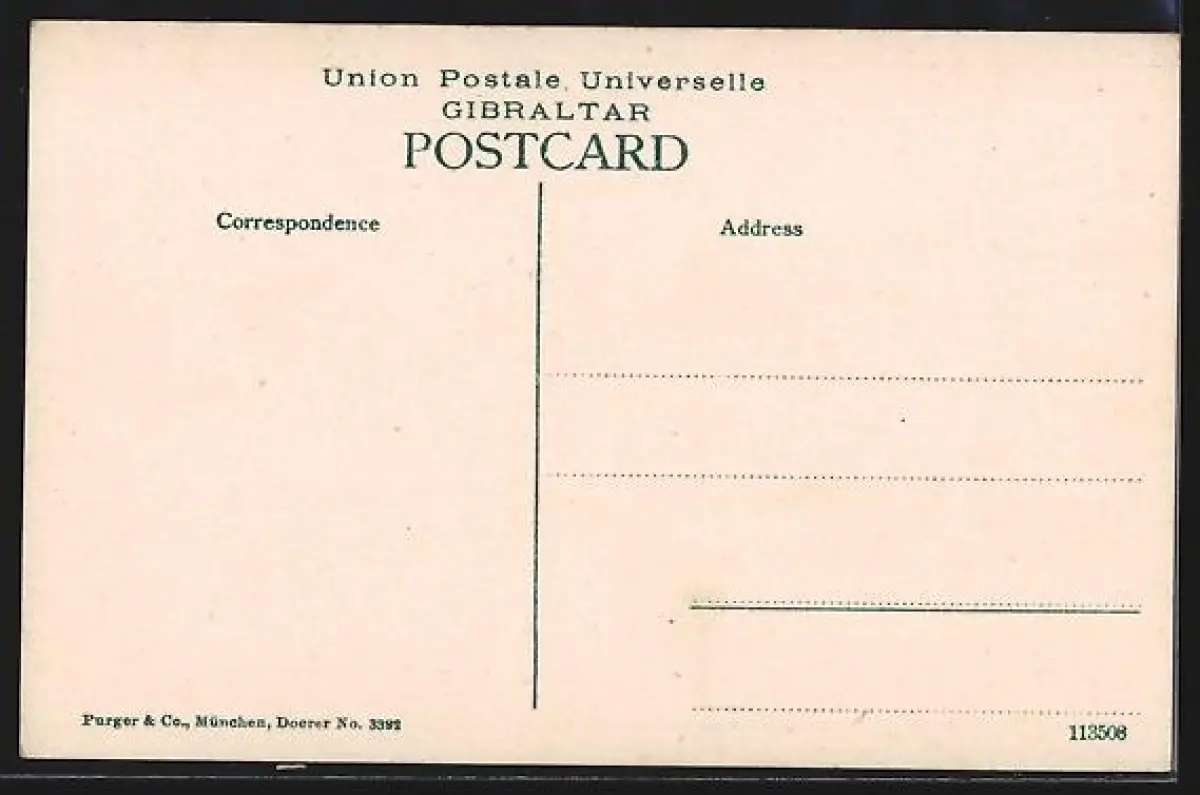 Union Postale Universelle
GIBRALTAR
POSTCARD
Correspondence
Address
Purger & Co., München, Doerer No. 3392
113508